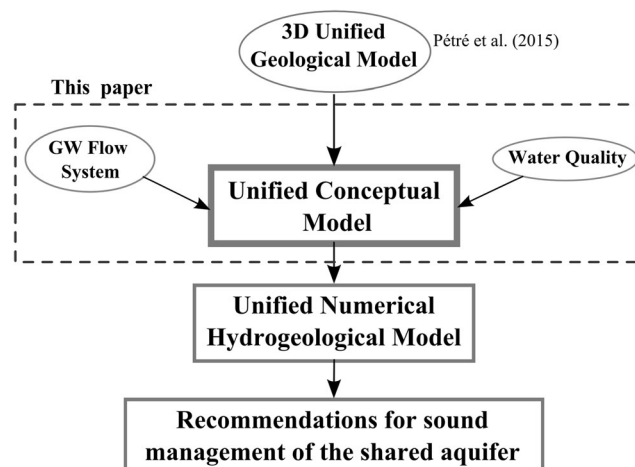 3D Unified
Geological Model
Pétré et al. (2015)
This paper
GW Flow
System
Water Quality
Unified Conceptual
Model
Unified Numerical
Hydrogeological Model
Recommendations for sound
management of the shared aquifer